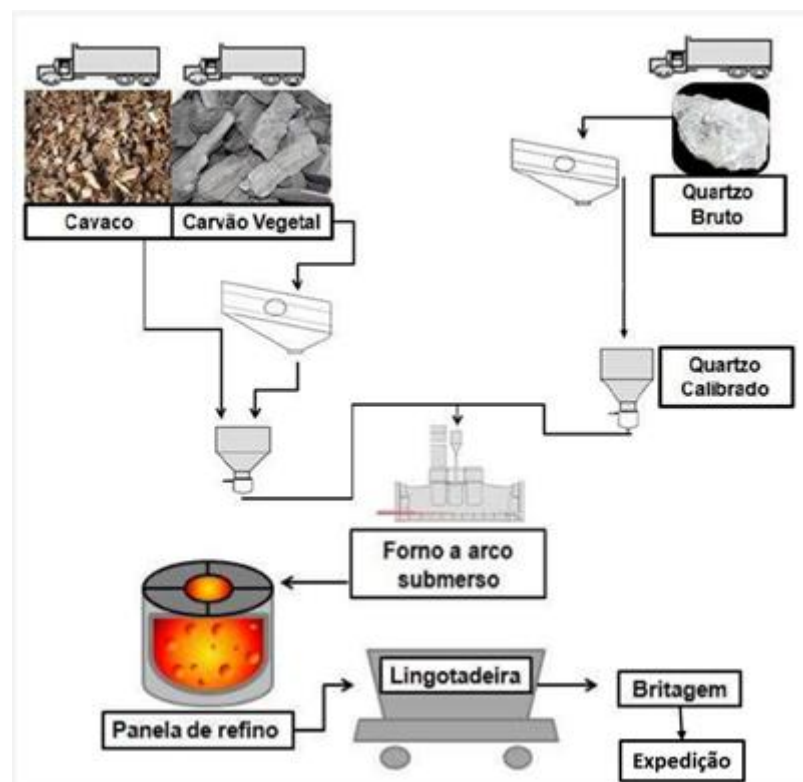 Cavaco
Carvão Vegetal
Quartzo
Bruto
Quartzo
Calibrado
Forno a arco
submerso
Lingotadeira
Panela de refino
Britagem
Expedição